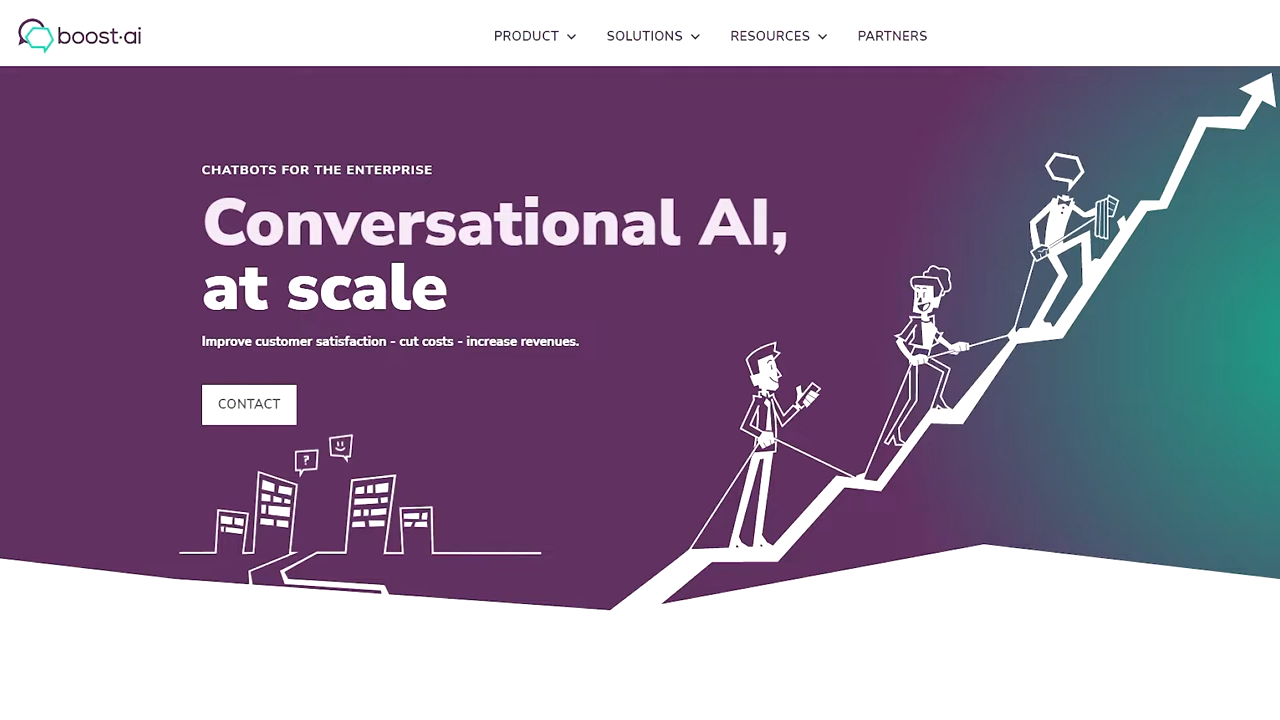 boost·ai
PRODUCT
SOLUTIONS
RESOURCES
PARTNERS
CHATBOTS FOR THE ENTERPRISE
Conversational AI,
at scale
Improve customer satisfaction - cut costs - increase revenues.
CONTACT
?